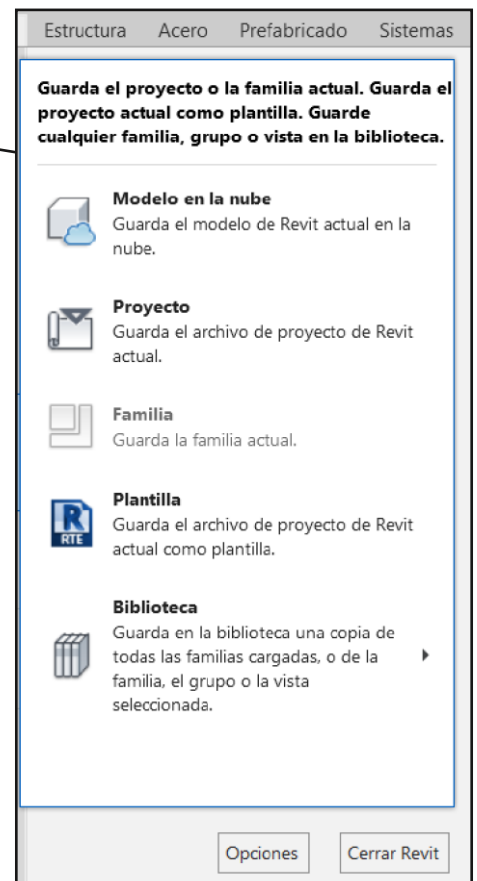 Estructura Acero Prefabricado Sistemas
Guarda el proyecto o la familia actual. Guarda el
proyecto actual como plantilla. Guarde
cualquier familia, grupo o vista en la biblioteca.
Modelo en la nube
Guarda el modelo de Revit actual en la
nube.
Proyecto
Guarda el archivo de proyecto de Revit
actual.
Familia
Guarda la familia actual.
R
RTE
Plantilla
Guarda el archivo de proyecto de Revit
actual como plantilla.
Biblioteca
Guarda en la biblioteca una copia de
todas las familias cargadas, o de la
familia, el grupo o la vista
seleccionada.
Opciones Cerrar Revit